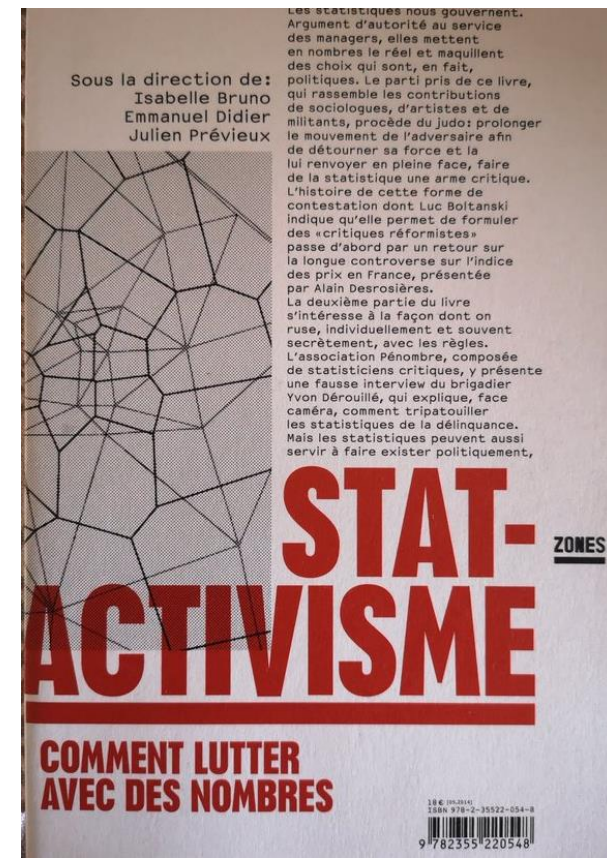 Les statistiques nous gouvernent.
Argument d'autorité au service
des managers, elles mettent
en nombres le réel et maquillent
des choix qui sont, en fait,
politiques. Le parti pris de ce livre,
qui rassemble les contributions
de sociologues, d'artistes et de
militants, procède du judo: prolonger
le mouvement de l'adversaire afin
de détourner sa force et la
lui renvoyer en pleine face, faire
de la statistique une arme critique.
L'histoire de cette forme de
contestation dont Luc Boltanski
indique qu'elle permet de formuler
des «critiques réformistes»
passe d'abord par un retour sur
la longue controverse sur l'indice
des prix en France, présentée
par Alain Desrosières.
La deuxième partie du livre
s'intéresse à la façon dont on
ruse, individuellement et souvent
secrètement, avec les règles.
L'association Pénombre, composée
de statisticiens critiques, y présente
une fausse interview du brigadier
Yvon Dérouillé, qui explique, face
caméra, comment tripatouiller
les statistiques de la délinquance.
Mais les statistiques peuvent aussi
servir à faire exister politiquement,
Sous la direction de:
Isabelle Bruno
Emmanuel Didier
Julien Prévieux
STAT-
ACTIVISME
ZONES
COMMENT LUTTER
AVEC DES NOMBRES
18 € [05.2014]
ISBN 978-2-35522-054-8
9 782355 220548